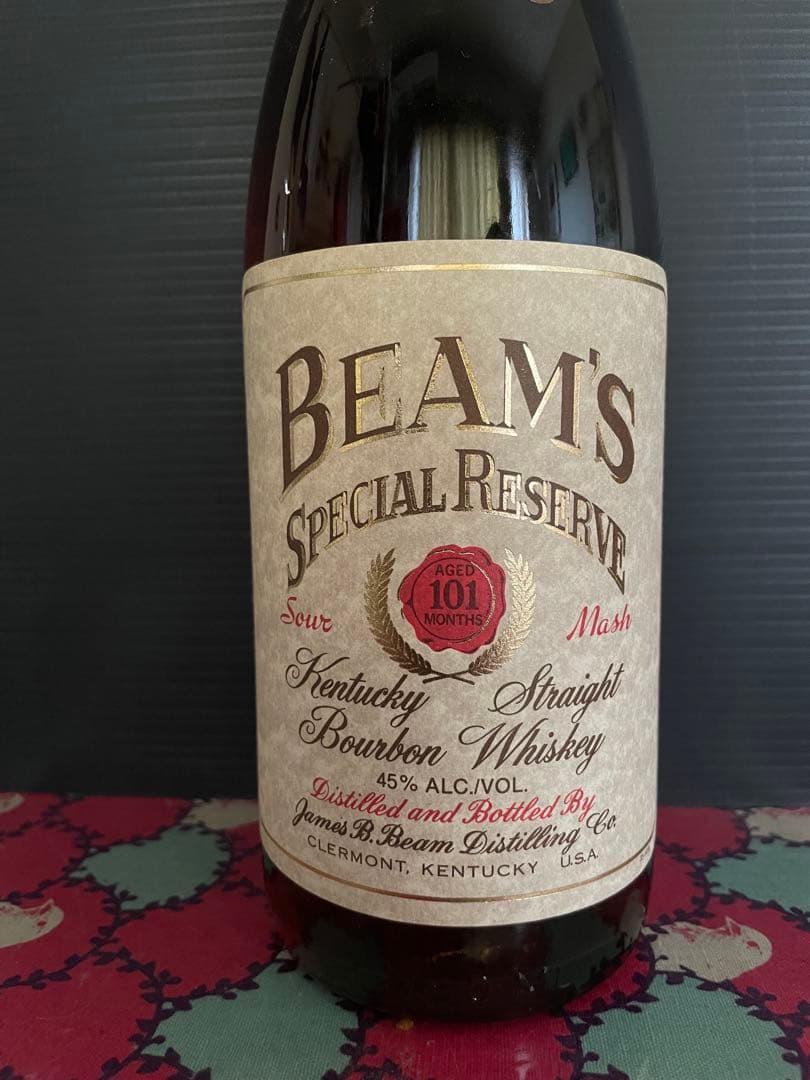 BEAM'S
SPECIAL RESERVE
AGED
101
MONTHS
Sour Mash
Kentucky Straight
Bourbon Whiskey
45% ALC./VOL.
Distilled and Bottled By
James B. Beam Distilling Co.
CLERMONT, KENTUCKY U.S.A.